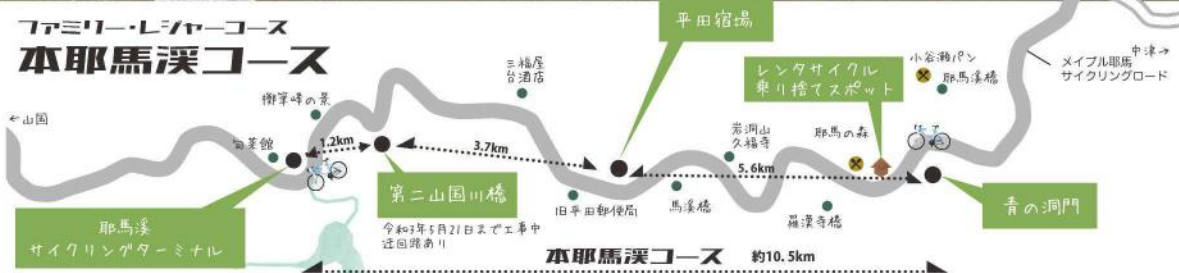 ファミリー・レジャーコース
本耶馬渓コース
←山国
擲筆峰の景
旬菜館
1.2km
耶馬渓
サイクリングターミナル
第二山国川橋
令和3年5月21日まで工事中
迂回路あり
3.7km
三福屋
台酒店
旧平田郵便局
平田宿場
馬渓橋
5.6km
岩洞山
久福寺
レンタサイクル
乗り捨てスポット
耶馬の森
羅漢寺橋
小谷瀬パン
耶馬渓橋
青の洞門
中津→
メイプル耶馬
サイクリングロード
本耶馬渓コース 約10.5km